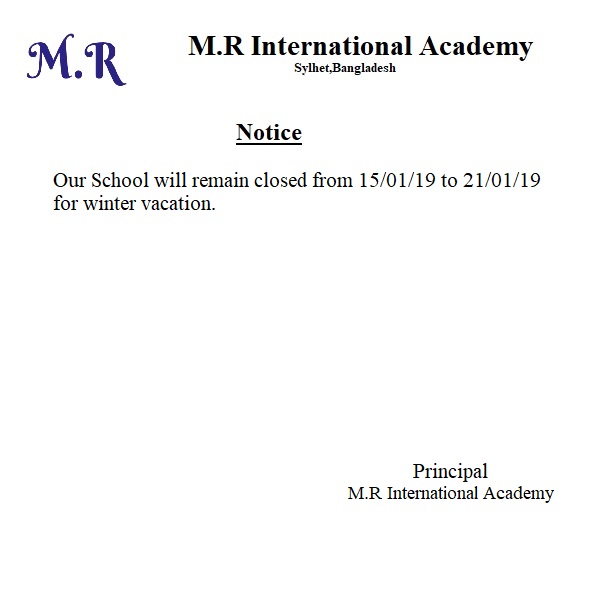 M.R
M.R International Academy
Sylhet,Bangladesh
Notice
Our School will remain closed from 15/01/19 to 21/01/19
for winter vacation.
Principal
M.R International Academy